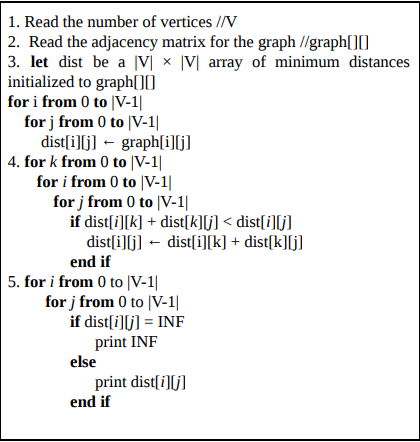 1. Read the number of vertices //V
2. Read the adjacency matrix for the graph //graph[][]
3. let dist be a |V| × |V| array of minimum distances
initialized to graph[][]
for i from 0 to |V-1|
for j from 0 to |V-1|
dist[i][j] ← graph[i][j]
4. for k from 0 to |V-1|
for i from 0 to |V-1|
for j from 0 to |V-1|
if dist[i][k] + dist[k][j] < dist[i][j]
dist[i][j] ← dist[i][k] + dist[k][j]
end if
5. for i from 0 to |V-1|
for j from 0 to |V-1|
if dist[i][j] = INF
print INF
else
print dist[i][j]
end if